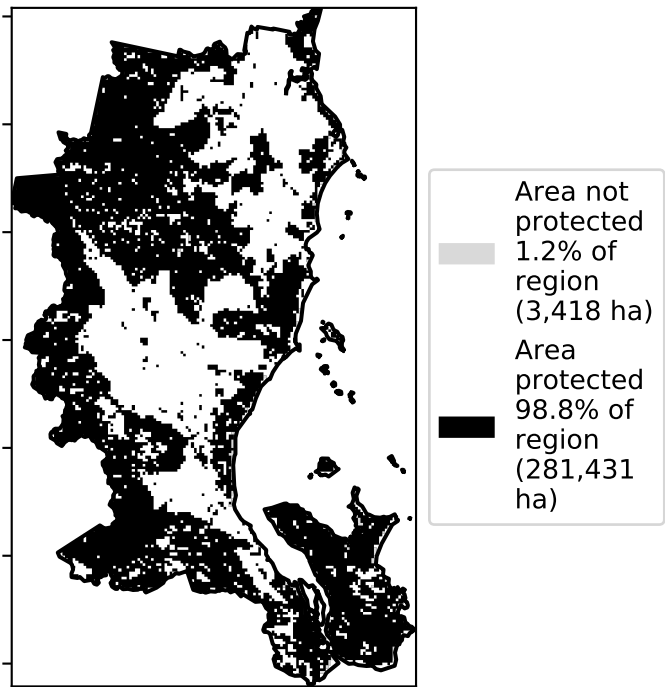 Area not
protected
1.2% of
region
(3,418 ha)
Area
protected
98.8% of
region
(281,431
ha)